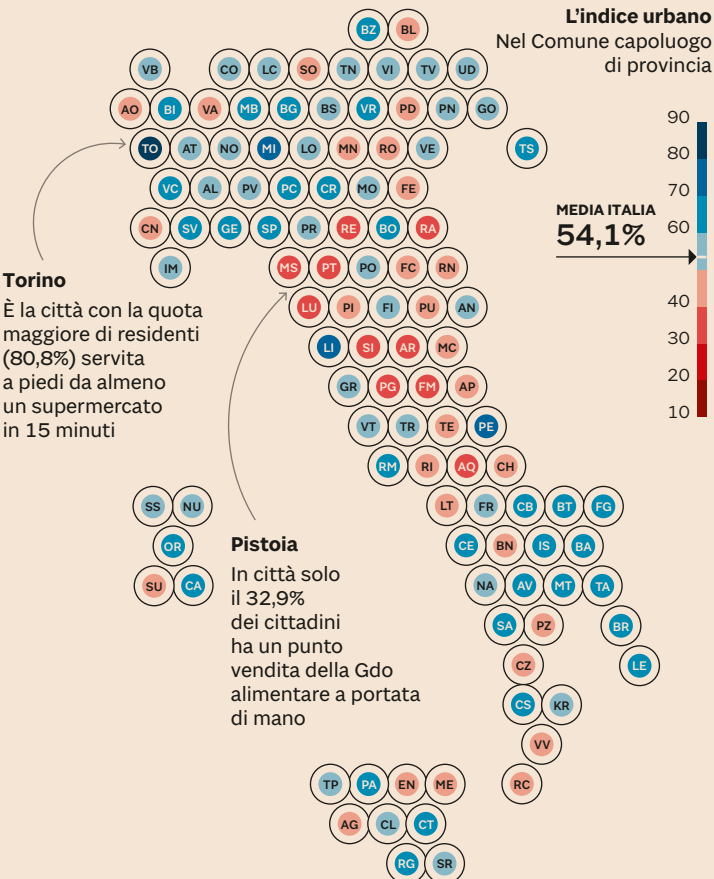 L'indice urbano
Nel Comune capoluogo
di provincia
BZ BL
VB CO LC SO TN VI TV UD
AO BI VA MB BG BS VR PD PN GO
TO AT NO MI LO MN RO VE TS
VC AL PV PC CR MO FE
CN SV GE SP PR RE BO RA
IM MS PT PO FC RN
LU PI FI PU AN
LI SI AR MC
GR PG FM AP
VT TR TE PE
RM RI AQ CH
SS NU LT FR CB BT FG
OR CE BN IS BA
SU CA NA AV MT TA
SA PZ BR
CZ LE
CS KR
VV
TP PA EN ME RC
AG CL CT
RG SR
90
80
70
60
40
30
20
10
MEDIA ITALIA
54,1%
Torino
È la città con la quota
maggiore di residenti
(80,8%) servita
a piedi da almeno
un supermercato
in 15 minuti
Pistoia
In città solo
il 32,9%
dei cittadini
ha un punto
vendita della Gdo
alimentare a portata
di mano